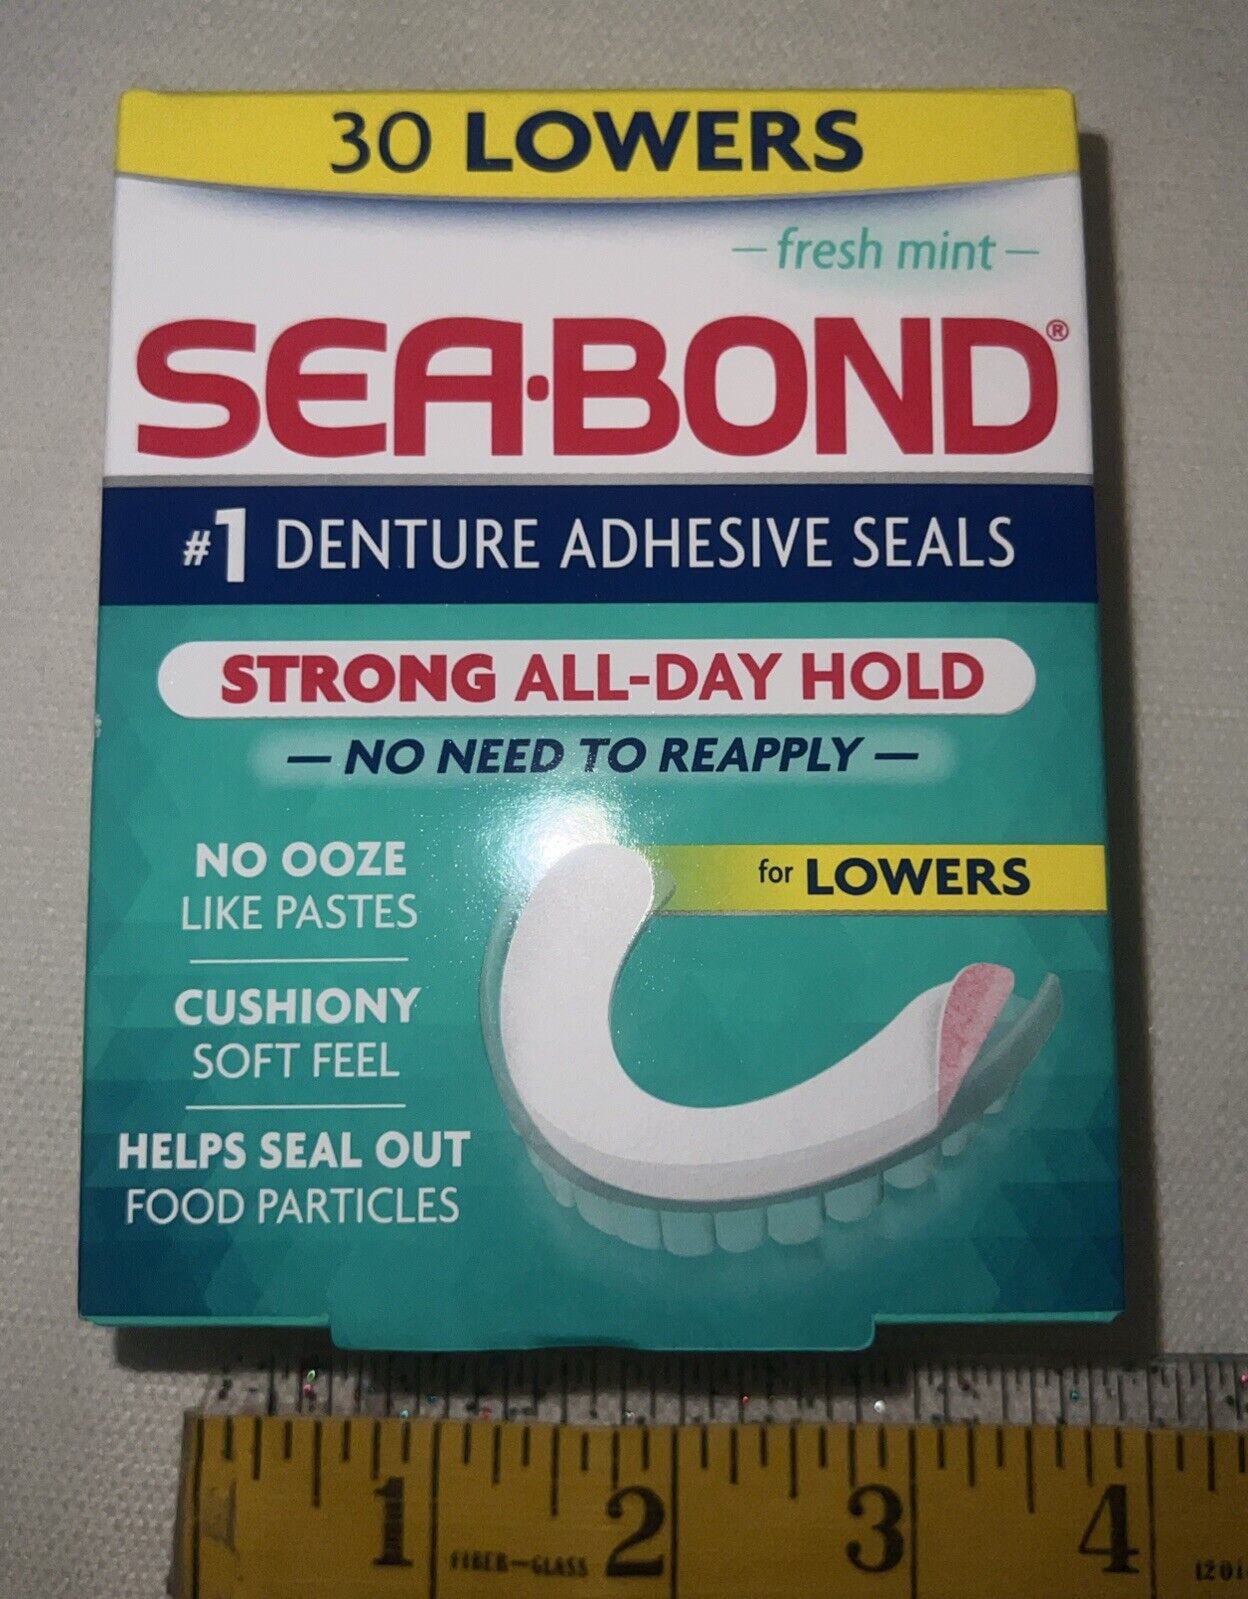 30 LOWERS
— fresh mint —
SEA·BOND®
#1 DENTURE ADHESIVE SEALS
STRONG ALL-DAY HOLD
— NO NEED TO REAPPLY —
NO OOZE
LIKE PASTES
for LOWERS
CUSHIONY
SOFT FEEL
HELPS SEAL OUT
FOOD PARTICLES
1 2 3 4
FIBER-GLASS